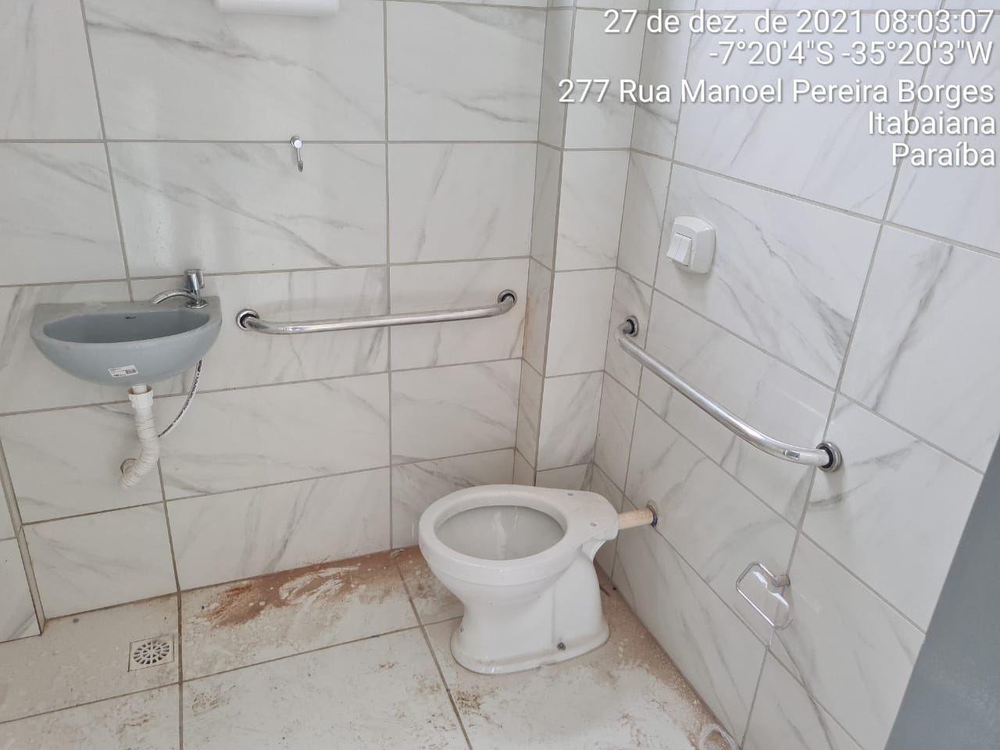 27 de dez. de 2021 08:03:07
-7°20'4"S -35°20'3"W
277 Rua Manoel Pereira Borges
Itabaiana
Paraíba